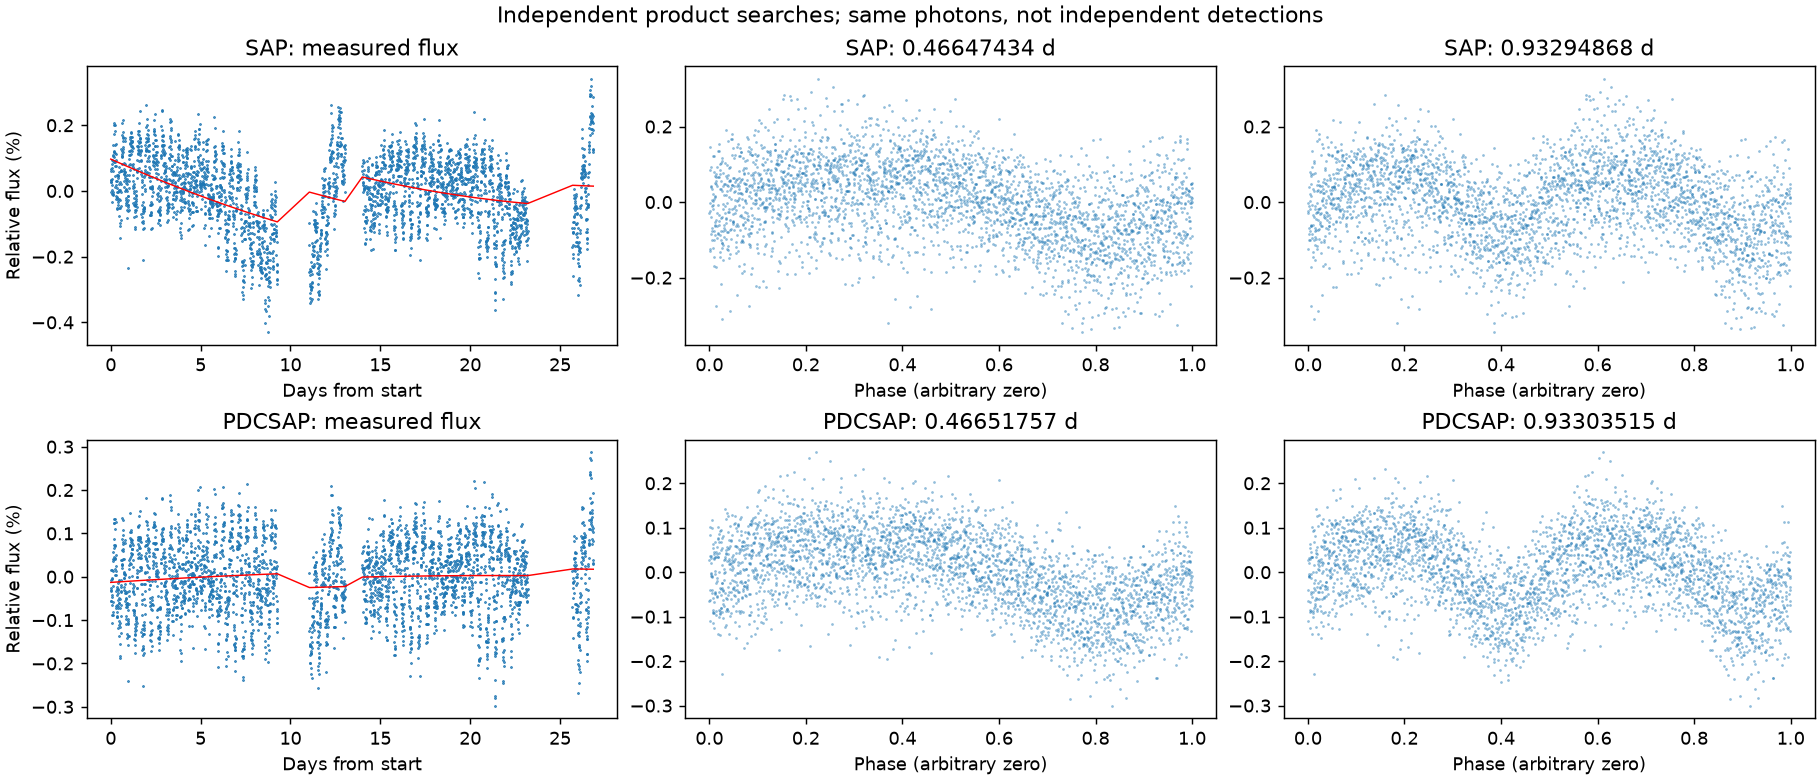 Independent product searches; same photons, not independent detections
SAP: measured flux
SAP: 0.46647434 d
SAP: 0.93294868 d
Relative flux (%)
0.2
0.0
−0.2
−0.4
0 5 10 15 20 25
Days from start
0.2
0.0
−0.2
0.0 0.2 0.4 0.6 0.8 1.0
Phase (arbitrary zero)
0.2
0.0
−0.2
0.0 0.2 0.4 0.6 0.8 1.0
Phase (arbitrary zero)
PDCSAP: measured flux
PDCSAP: 0.46651757 d
PDCSAP: 0.93303515 d
Relative flux (%)
0.3
0.2
0.1
0.0
−0.1
−0.2
−0.3
0 5 10 15 20 25
Days from start
0.2
0.1
0.0
−0.1
−0.2
−0.3
0.0 0.2 0.4 0.6 0.8 1.0
Phase (arbitrary zero)
0.2
0.1
0.0
−0.1
−0.2
−0.3
0.0 0.2 0.4 0.6 0.8 1.0
Phase (arbitrary zero)